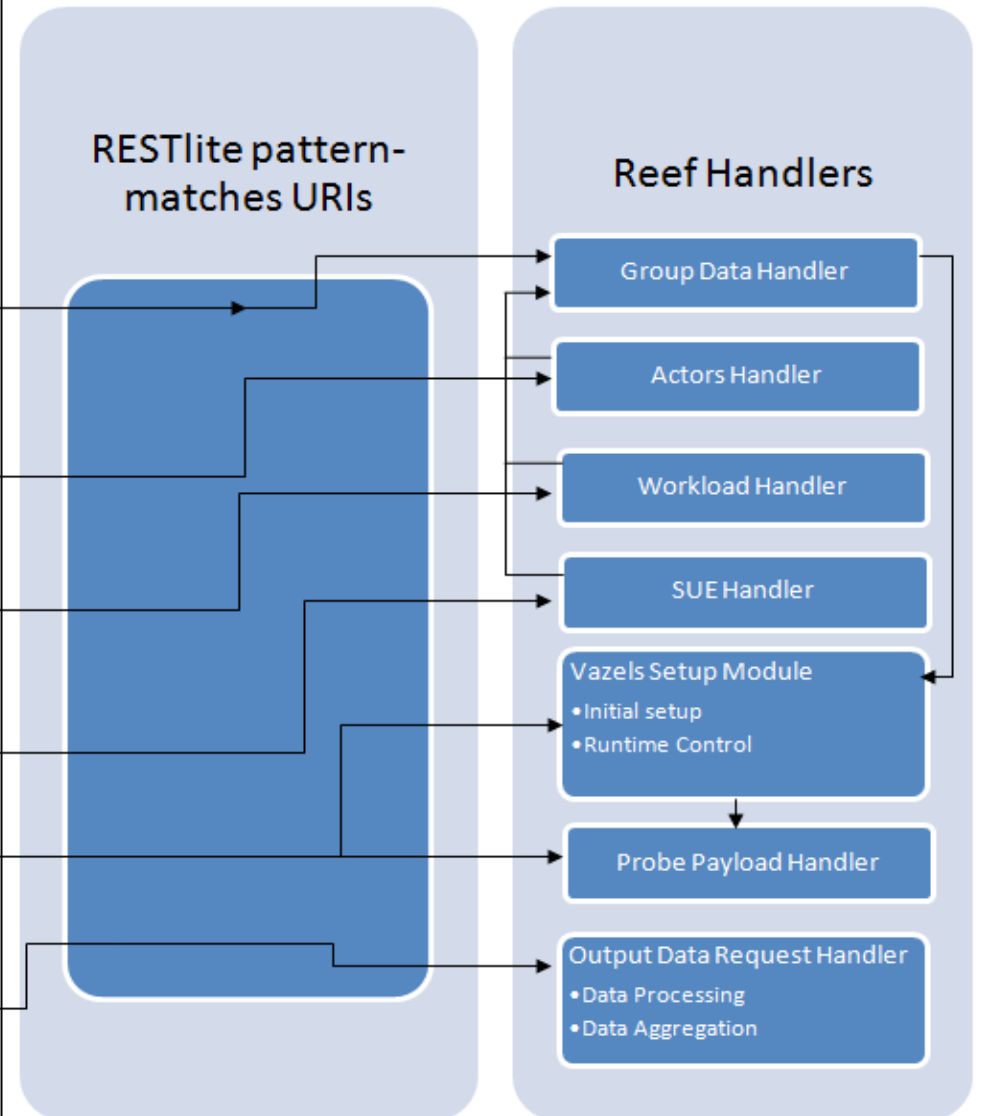 RESTlite pattern-
matches URIs
Reef Handlers
Group Data Handler
Actors Handler
Workload Handler
SUE Handler
Vazels Setup Module
•Initial setup
•Runtime Control
Probe Payload Handler
Output Data Request Handler
•Data Processing
•Data Aggregation